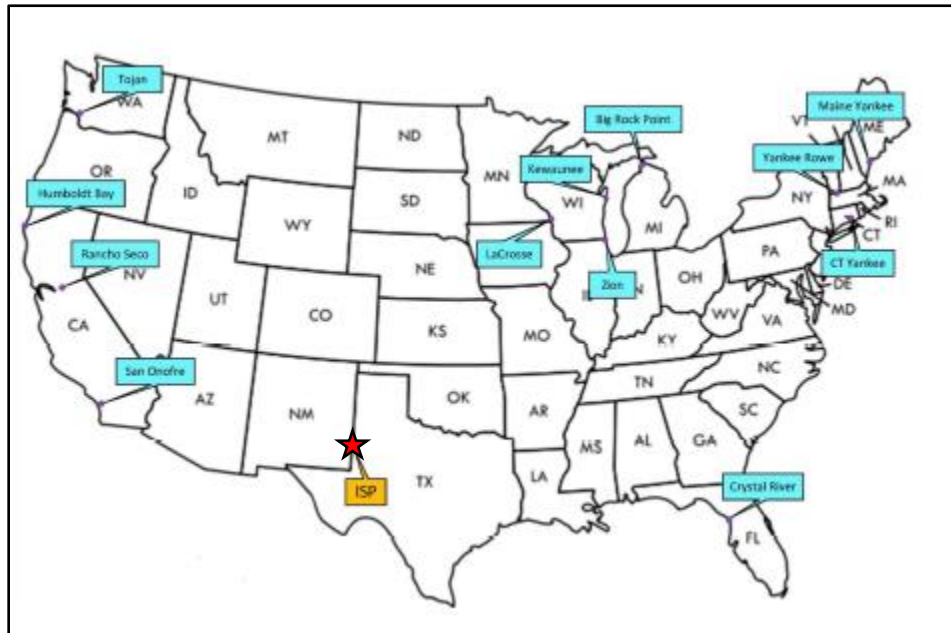 Tojan
WA
MT
ND
MN
Big Rock Point
Maine Yankee
VT
ME
Yankee Rowe
OR
ID
SD
Kewaunee
WI
MI
NY
MA
Humboldt Bay
WY
RI
CT
Rancho Seco
NV
NE
LaCrosse
Zion
OH
PA
CT Yankee
DE
MD
UT
CO
KS
MO
WV
VA
KY
CA
San Onofre
AZ
NM
OK
AR
TN
NC
SC
MS
AL
GA
ISP
TX
LA
Crystal River
FL